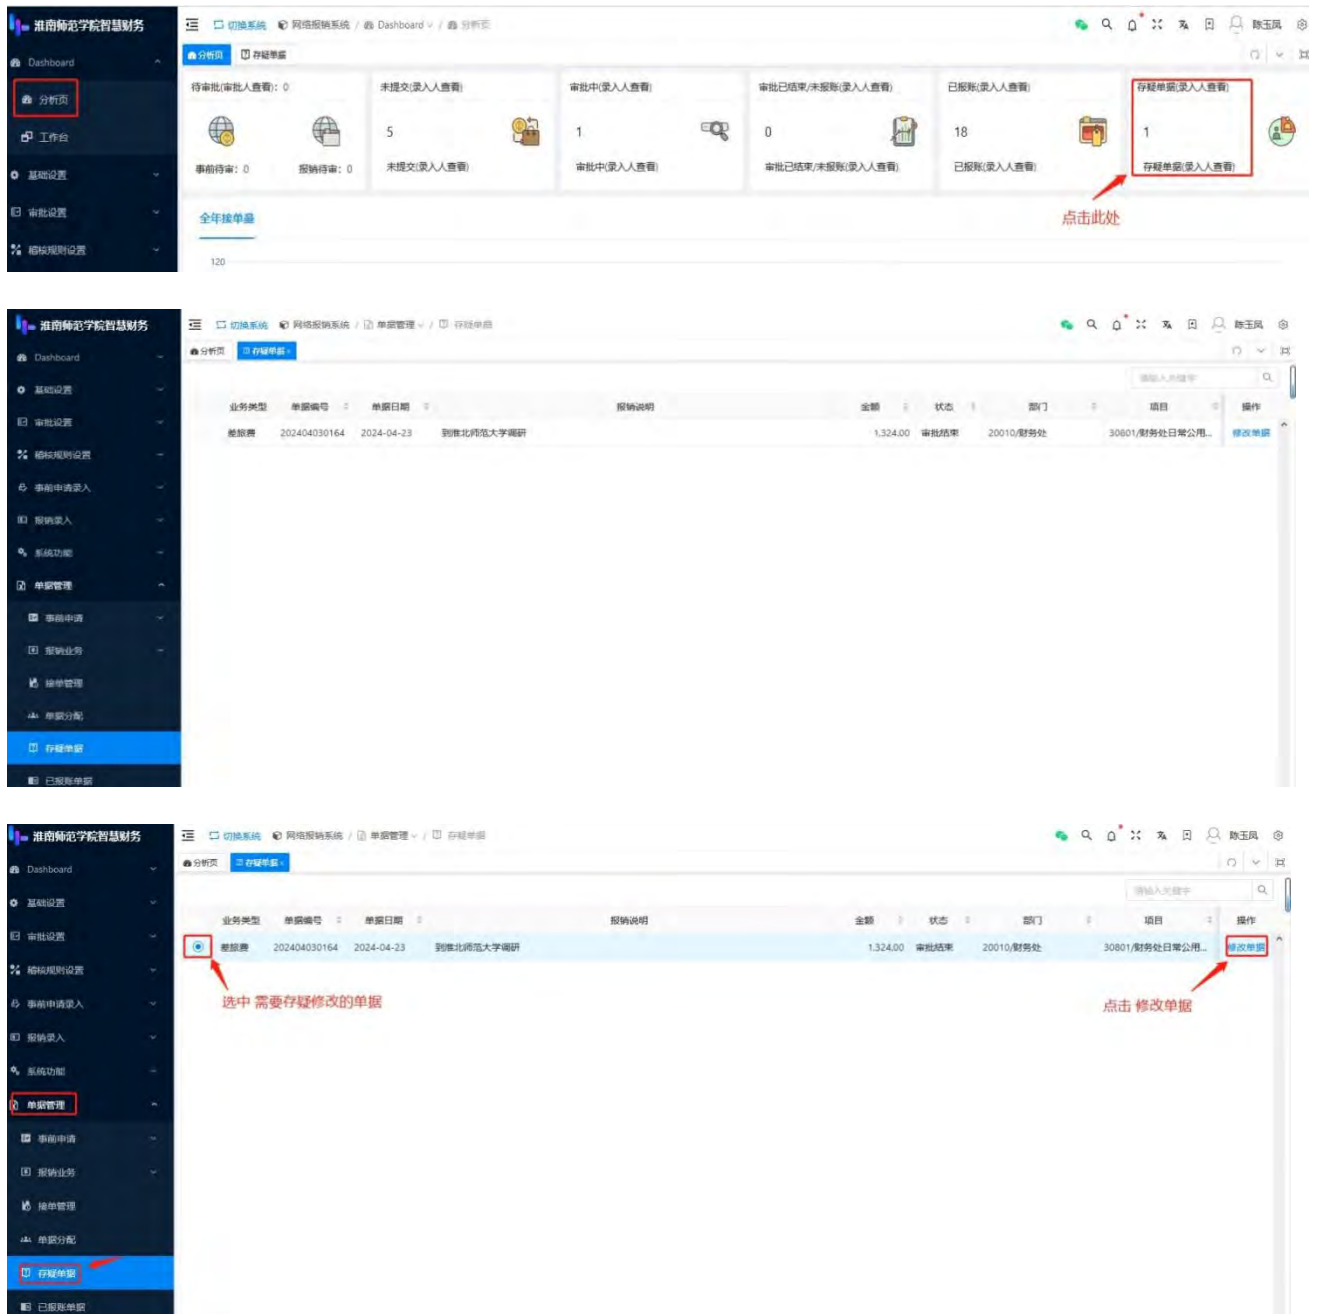 淮南师范学院智慧财务
切换系统 网络报销系统 / Dashboard / 分析页
陈玉凤
Dashboard
分析页 存疑单据
分析页
工作台
基础设置
审批设置
稽核规则设置
待审批(审批人查看): 0
事前待审: 0 报销待审: 0
未提交(录入人查看)
5
未提交(录入人查看)
审批中(录入人查看)
1
审批中(录入人查看)
审批已结束/未报账(录入人查看)
0
审批已结束/未报账(录入人查看)
已报账(录入人查看)
18
已报账(录入人查看)
存疑单据(录入人查看)
1
存疑单据(录入人查看)
点击此处
全年接单量
120
淮南师范学院智慧财务
切换系统 网络报销系统 / 单据管理 / 存疑单据
陈玉凤
分析页 存疑单据
Dashboard
基础设置
审批设置
稽核规则设置
事前申请录入
报销录入
系统功能
单据管理
事前申请
报销业务
接单管理
单据分配
存疑单据
已报账单据
请输入关键字
业务类型 单据编号 单据日期 报销说明 金额 状态 部门 项目 操作
差旅费 202404030164 2024-04-23 到淮北师范大学调研 1,324.00 审批结束 20010/财务处 30801/财务处日常公用... 修改单据
淮南师范学院智慧财务
切换系统 网络报销系统 / 单据管理 / 存疑单据
陈玉凤
分析页 存疑单据
Dashboard
基础设置
审批设置
稽核规则设置
事前申请录入
报销录入
系统功能
单据管理
事前申请
报销业务
接单管理
单据分配
存疑单据
已报账单据
请输入关键字
业务类型 单据编号 单据日期 报销说明 金额 状态 部门 项目 操作
差旅费 202404030164 2024-04-23 到淮北师范大学调研 1,324.00 审批结束 20010/财务处 30801/财务处日常公用... 修改单据
选中 需要存疑修改的单据
点击 修改单据